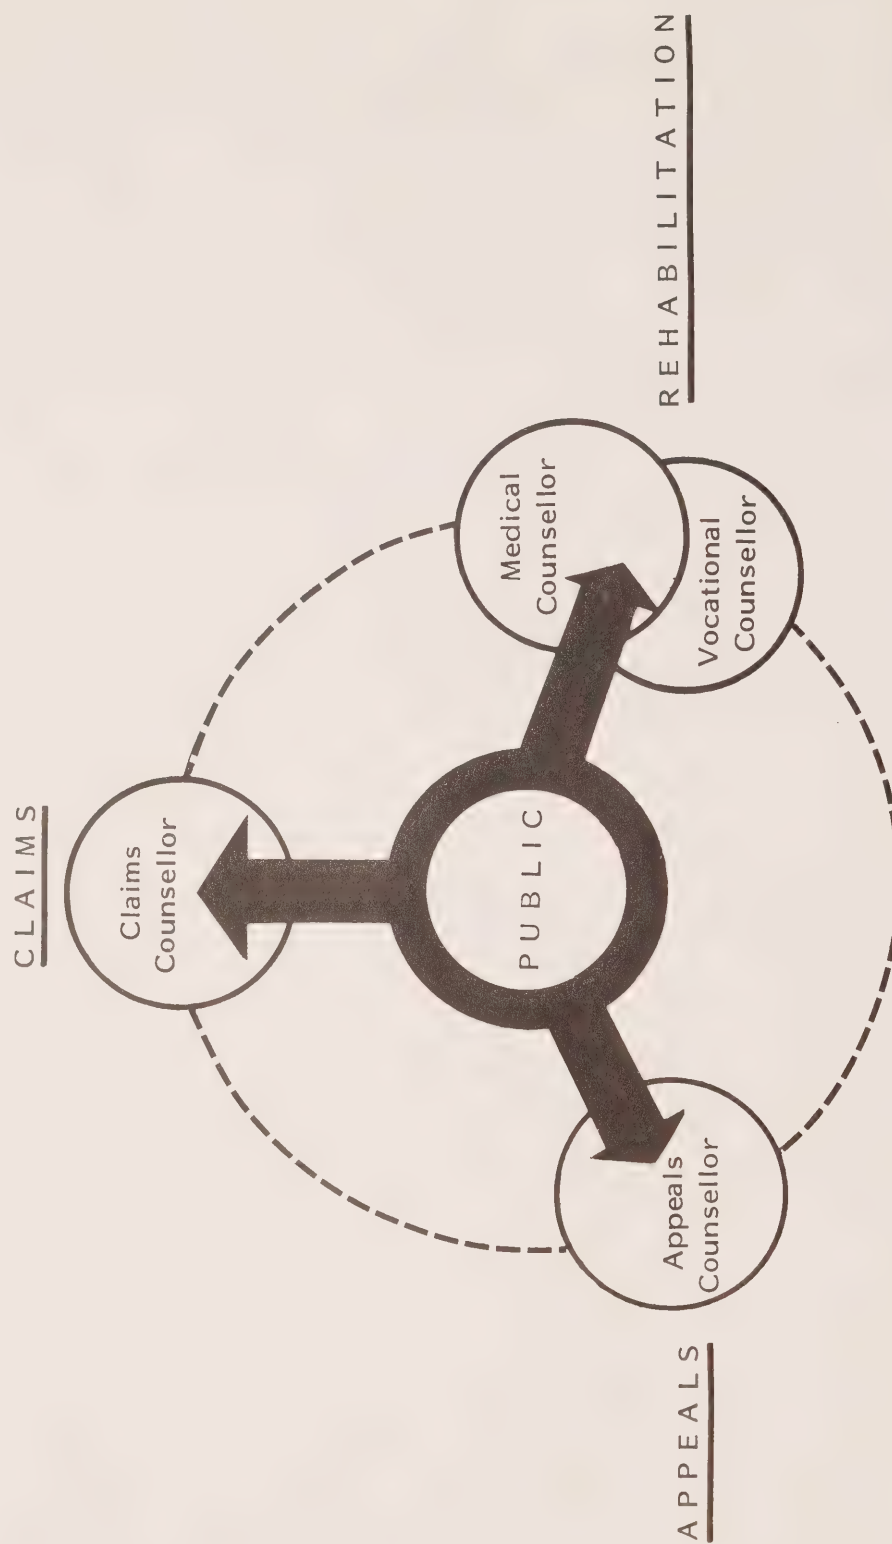 CLAIMS
Claims
Counsellor
PUBLIC
Medical
Counsellor
Vocational
Counsellor
REHABILITATION
Appeals
Counsellor
APPEALS